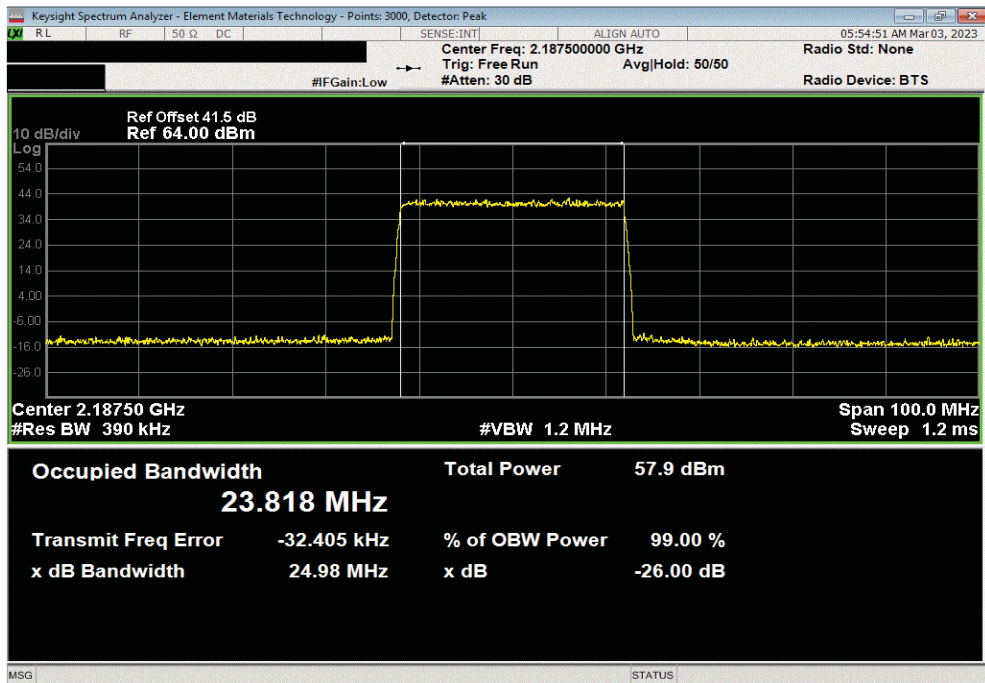 Keysight Spectrum Analyzer - Element Materials Technology - Points: 3000, Detector: Peak
LXI RL RF 50 Ω DC SENSE:INT ALIGN AUTO 05:54:51 AM Mar 03, 2023
Center Freq: 2.187500000 GHz Radio Std: None
Trig: Free Run Avg|Hold: 50/50
#IFGain:Low #Atten: 30 dB Radio Device: BTS
Ref Offset 41.5 dB
10 dB/div Ref 64.00 dBm
Log
54.0
44.0
34.0
24.0
14.0
4.00
-6.00
-16.0
-26.0
Center 2.18750 GHz Span 100.0 MHz
#Res BW 390 kHz #VBW 1.2 MHz Sweep 1.2 ms
Occupied Bandwidth Total Power 57.9 dBm
23.818 MHz
Transmit Freq Error -32.405 kHz % of OBW Power 99.00 %
x dB Bandwidth 24.98 MHz x dB -26.00 dB
MSG STATUS